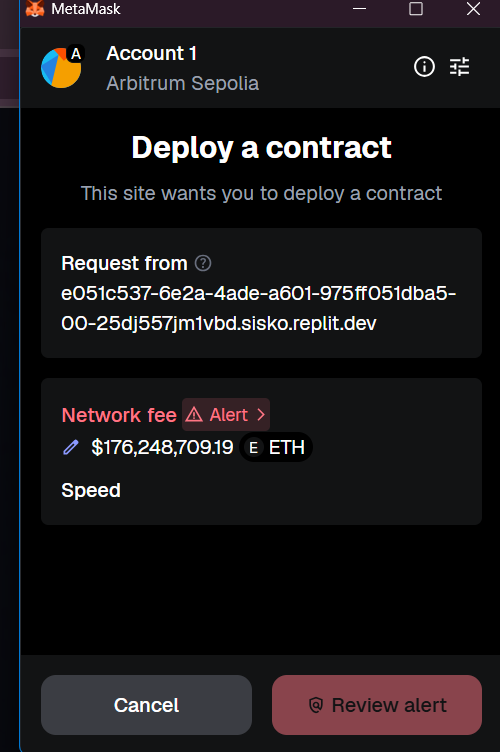 MetaMask
A
Account 1
Arbitrum Sepolia
Deploy a contract
This site wants you to deploy a contract
Request from ?
e051c537-6e2a-4ade-a601-975ff051dba5-
00-25dj557jm1vbd.sisko.replit.dev
Network fee Alert >
$176,248,709.19 E ETH
Speed
Cancel
Review alert